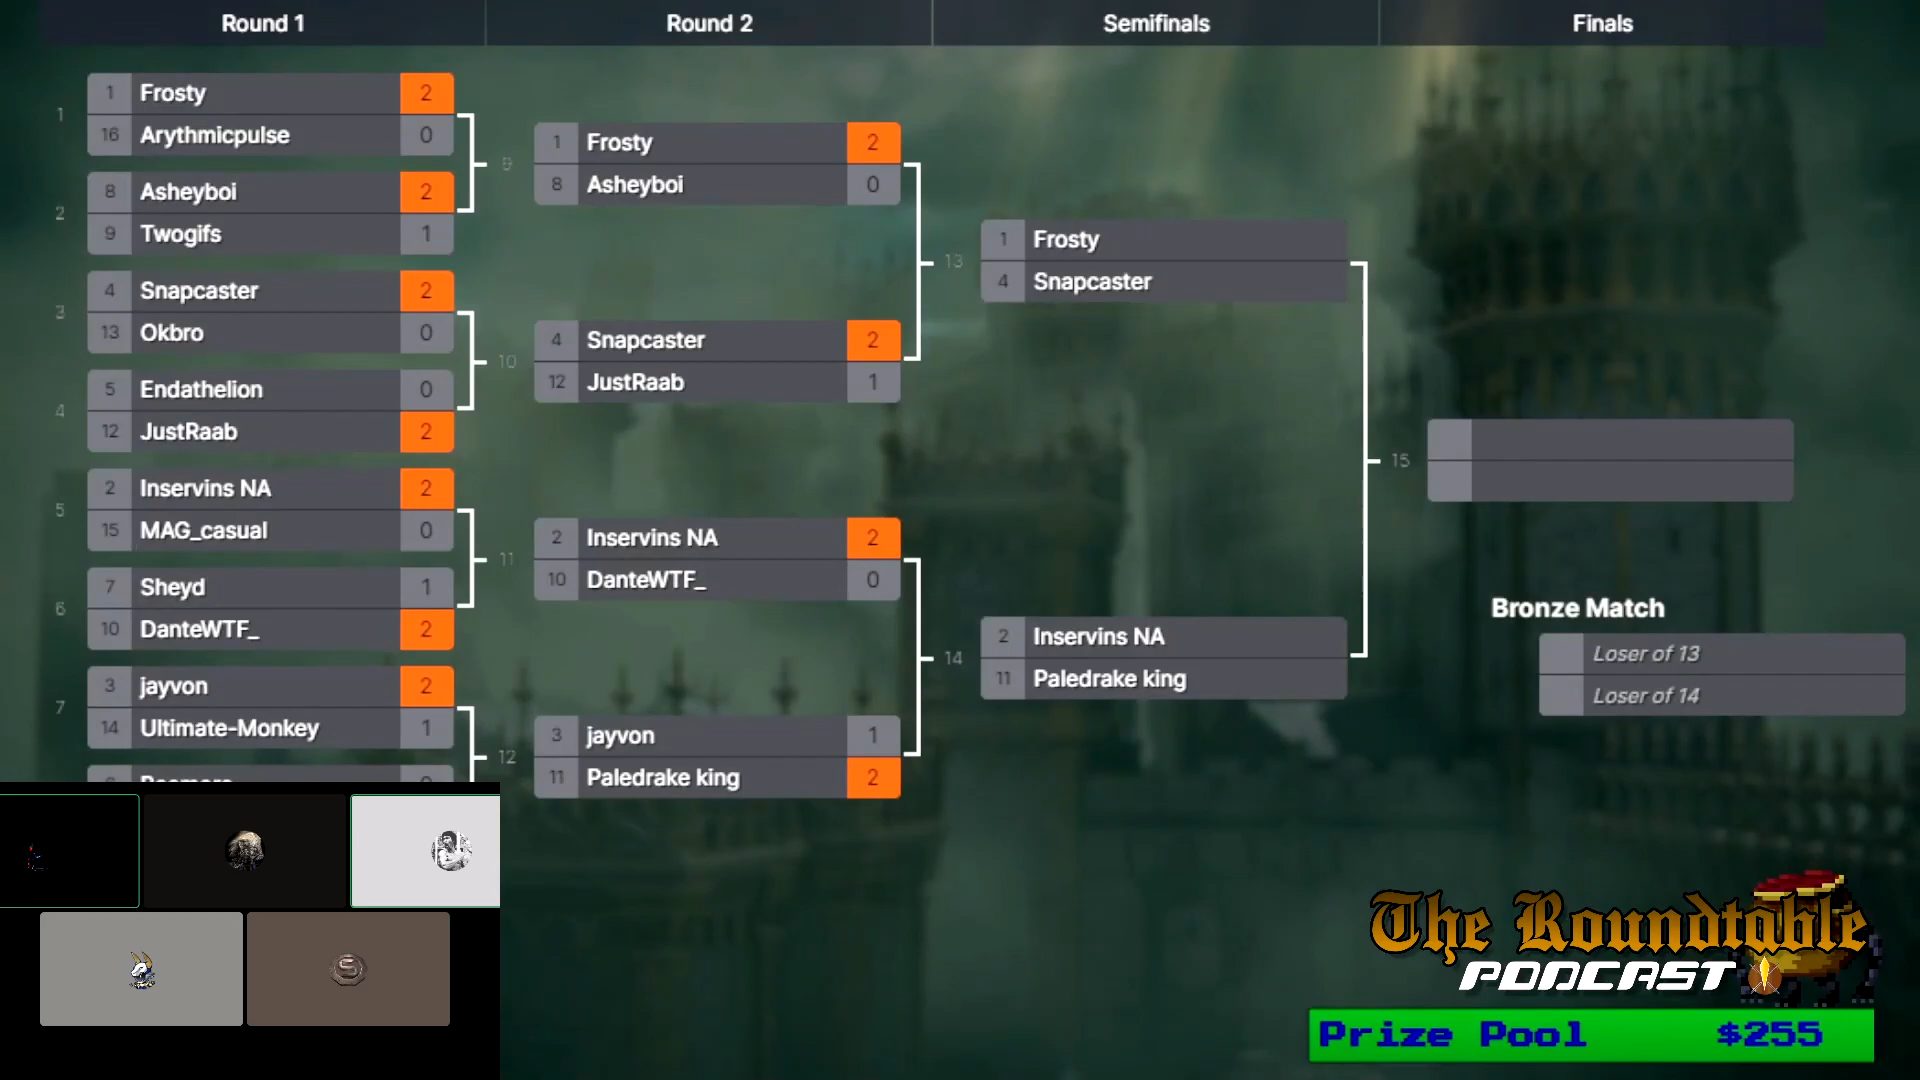 Round 1
Round 2
Semifinals
Finals
1
1 Frosty 2
16 Arythmicpulse 0
2
8 Asheyboi 2
9 Twogifs 1
3
4 Snapcaster 2
13 Okbro 0
4
5 Endathelion 0
12 JustRaab 2
5
2 Inservins NA 2
15 MAG_casual 0
6
7 Sheyd 1
10 DanteWTF_ 2
7
3 jayvon 2
14 Ultimate-Monkey 1
9
1 Frosty 2
8 Asheyboi 0
10
4 Snapcaster 2
12 JustRaab 1
11
2 Inservins NA 2
10 DanteWTF_ 0
12
3 jayvon 1
11 Paledrake king 2
13
1 Frosty
4 Snapcaster
14
2 Inservins NA
11 Paledrake king
15
Bronze Match
Loser of 13
Loser of 14
The Roundtable
PODCAST
Prize Pool $255